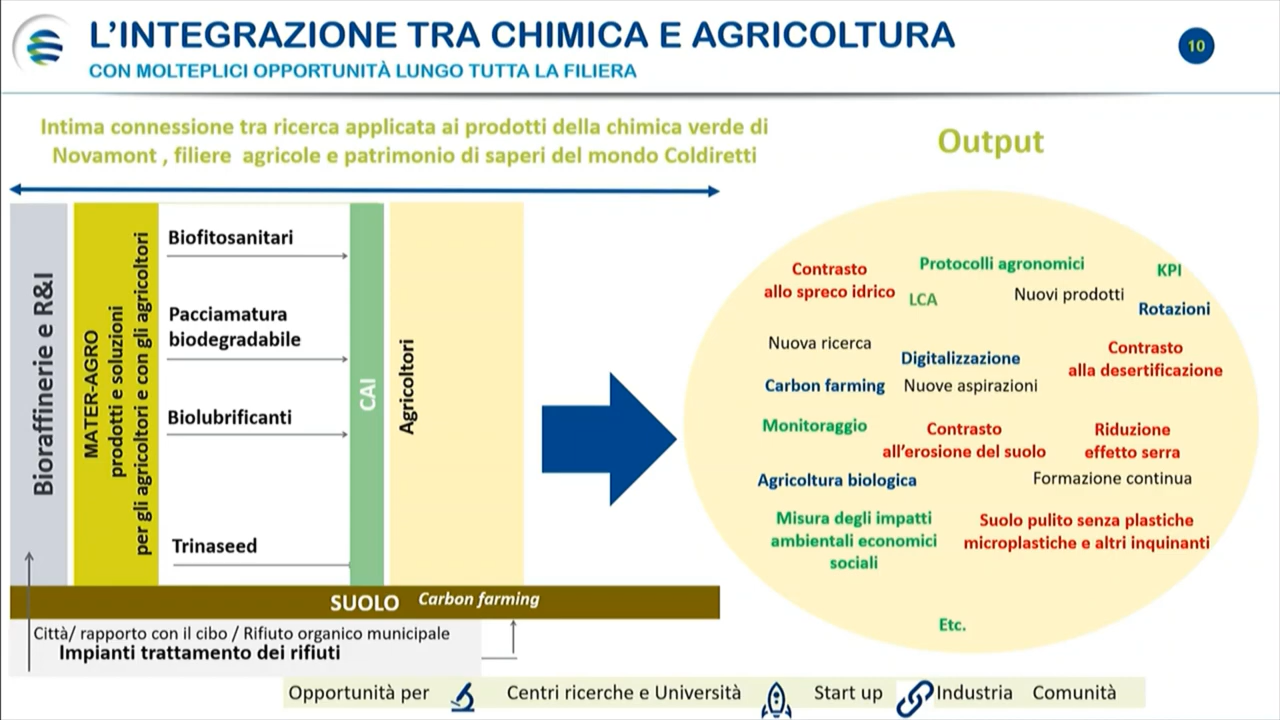 L'INTEGRAZIONE TRA CHIMICA E AGRICOLTURA
CON MOLTEPLICI OPPORTUNITÀ LUNGO TUTTA LA FILIERA
10
Intima connessione tra ricerca applicata ai prodotti della chimica verde di
Novamont , filiere agricole e patrimonio di saperi del mondo Coldiretti
Bioraffinerie e R&I
MATER-AGRO
prodotti e soluzioni
per gli agricoltori e con gli agricoltori
Biofitosanitari
Pacciamatura
biodegradabile
Biolubrificanti
Trinaseed
CAI
Agricoltori
SUOLO Carbon farming
Città/ rapporto con il cibo / Rifiuto organico municipale
Impianti trattamento dei rifiuti
Output
Contrasto
allo spreco idrico
Protocolli agronomici
KPI
LCA
Nuovi prodotti
Rotazioni
Nuova ricerca
Digitalizzazione
Contrasto
alla desertificazione
Carbon farming
Nuove aspirazioni
Monitoraggio
Contrasto
all'erosione del suolo
Riduzione
effetto serra
Agricoltura biologica
Formazione continua
Misura degli impatti
ambientali economici
sociali
Suolo pulito senza plastiche
microplastiche e altri inquinanti
Etc.
Opportunità per Centri ricerche e Università Start up Industria Comunità